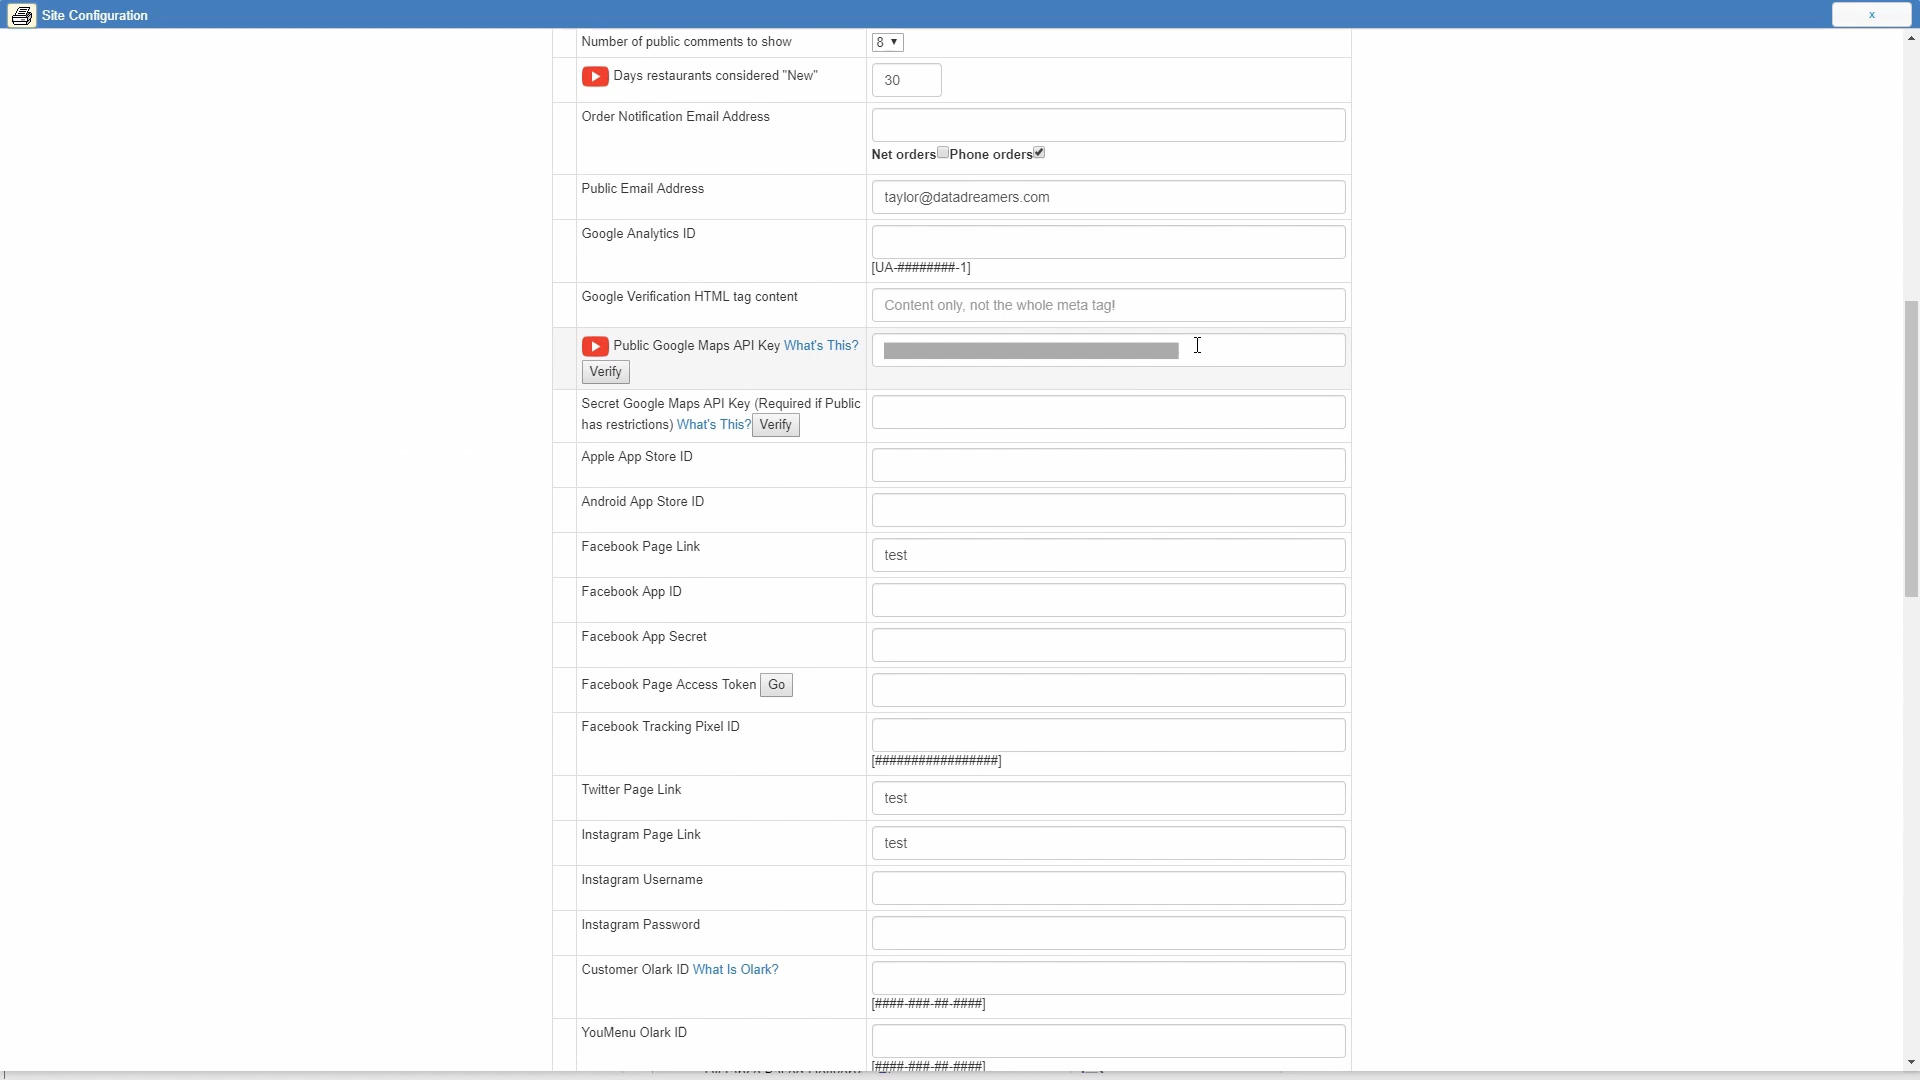 Site Configuration
x
Number of public comments to show
8
Days restaurants considered "New"
30
Order Notification Email Address
Net orders Phone orders
Public Email Address
taylor@datadreamers.com
Google Analytics ID
[UA-########-1]
Google Verification HTML tag content
Content only, not the whole meta tag!
Public Google Maps API Key What's This?
Verify
Secret Google Maps API Key (Required if Public
has restrictions) What's This? Verify
Apple App Store ID
Android App Store ID
Facebook Page Link
test
Facebook App ID
Facebook App Secret
Facebook Page Access Token Go
Facebook Tracking Pixel ID
[#################]
Twitter Page Link
test
Instagram Page Link
test
Instagram Username
Instagram Password
Customer Olark ID What Is Olark?
[####-###-##-####]
YouMenu Olark ID
[####-###-##-####]